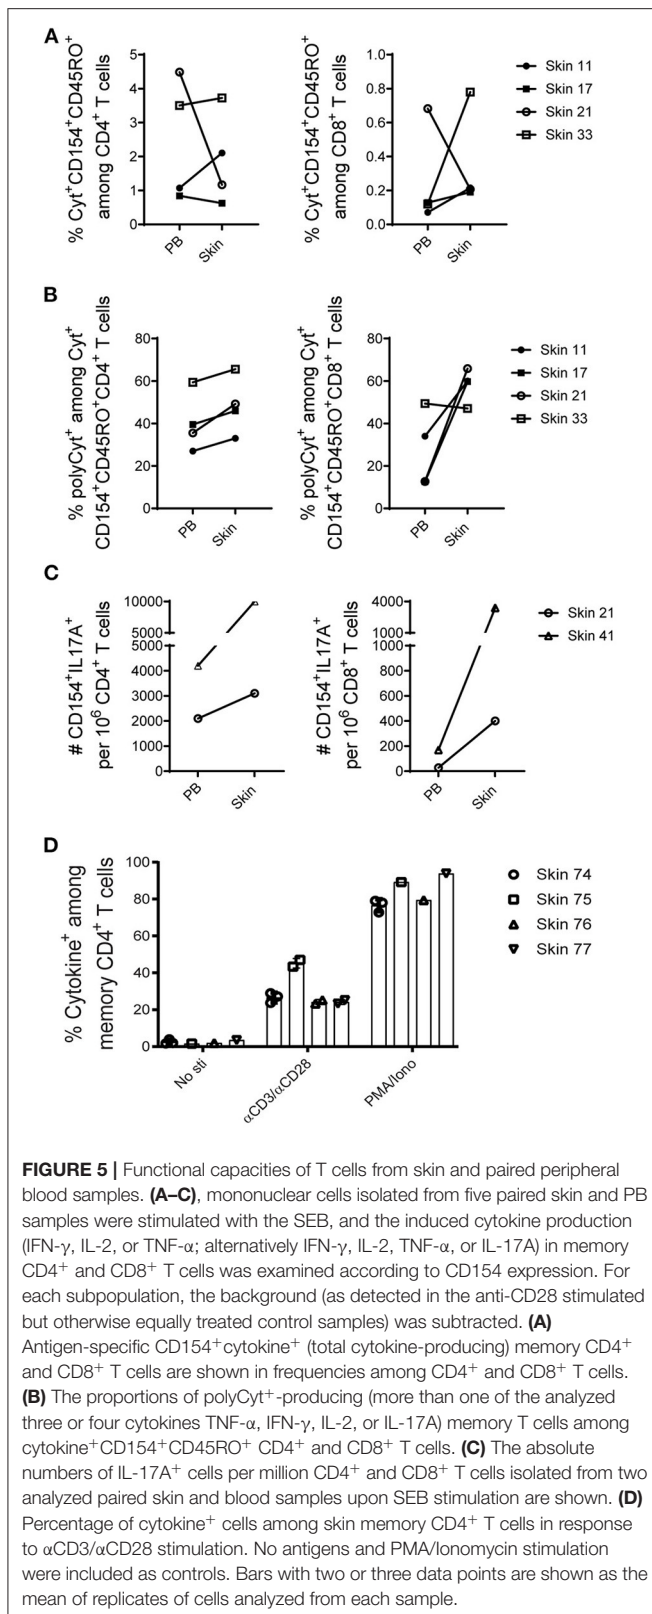 A
% Cyt⁺CD154⁺CD45RO⁺
among CD4⁺ T cells
5
4
3
2
1
0
PB
Skin
% Cyt⁺CD154⁺CD45RO⁺
among CD8⁺ T cells
1.0
0.8
0.6
0.4
0.2
0.0
PB
Skin
Skin 11
Skin 17
Skin 21
Skin 33
B
% polyCyt⁺ among Cyt⁺
CD154⁺CD45RO⁺CD4⁺ T cells
80
60
40
20
0
PB
Skin
% polyCyt⁺ among Cyt⁺
CD154⁺CD45RO⁺CD8⁺ T cells
80
60
40
20
0
PB
Skin
Skin 11
Skin 17
Skin 21
Skin 33
C
# CD154⁺IL17A⁺
per 10⁶ CD4⁺ T cells
10000
5000
5000
4000
3000
2000
1000
0
PB
Skin
# CD154⁺IL17A⁺
per 10⁶ CD8⁺ T cells
4000
1000
1000
800
600
400
200
0
PB
Skin
Skin 21
Skin 41
D
% Cytokine⁺ among
memory CD4⁺ T cells
100
80
60
40
20
0
No sti
αCD3/αCD28
PMA/Iono
Skin 74
Skin 75
Skin 76
Skin 77
FIGURE 5 | Functional capacities of T cells from skin and paired peripheral
blood samples. (A–C), mononuclear cells isolated from five paired skin and PB
samples were stimulated with the SEB, and the induced cytokine production
(IFN-γ, IL-2, or TNF-α; alternatively IFN-γ, IL-2, TNF-α, or IL-17A) in memory
CD4⁺ and CD8⁺ T cells was examined according to CD154 expression. For
each subpopulation, the background (as detected in the anti-CD28 stimulated
but otherwise equally treated control samples) was subtracted. (A)
Antigen-specific CD154⁺cytokine⁺ (total cytokine-producing) memory CD4⁺
and CD8⁺ T cells are shown in frequencies among CD4⁺ and CD8⁺ T cells.
(B) The proportions of polyCyt⁺-producing (more than one of the analyzed
three or four cytokines TNF-α, IFN-γ, IL-2, or IL-17A) memory T cells among
cytokine⁺CD154⁺CD45RO⁺ CD4⁺ and CD8⁺ T cells. (C) The absolute
numbers of IL-17A⁺ cells per million CD4⁺ and CD8⁺ T cells isolated from two
analyzed paired skin and blood samples upon SEB stimulation are shown. (D)
Percentage of cytokine⁺ cells among skin memory CD4⁺ T cells in response
to αCD3/αCD28 stimulation. No antigens and PMA/Ionomycin stimulation
were included as controls. Bars with two or three data points are shown as the
mean of replicates of cells analyzed from each sample.